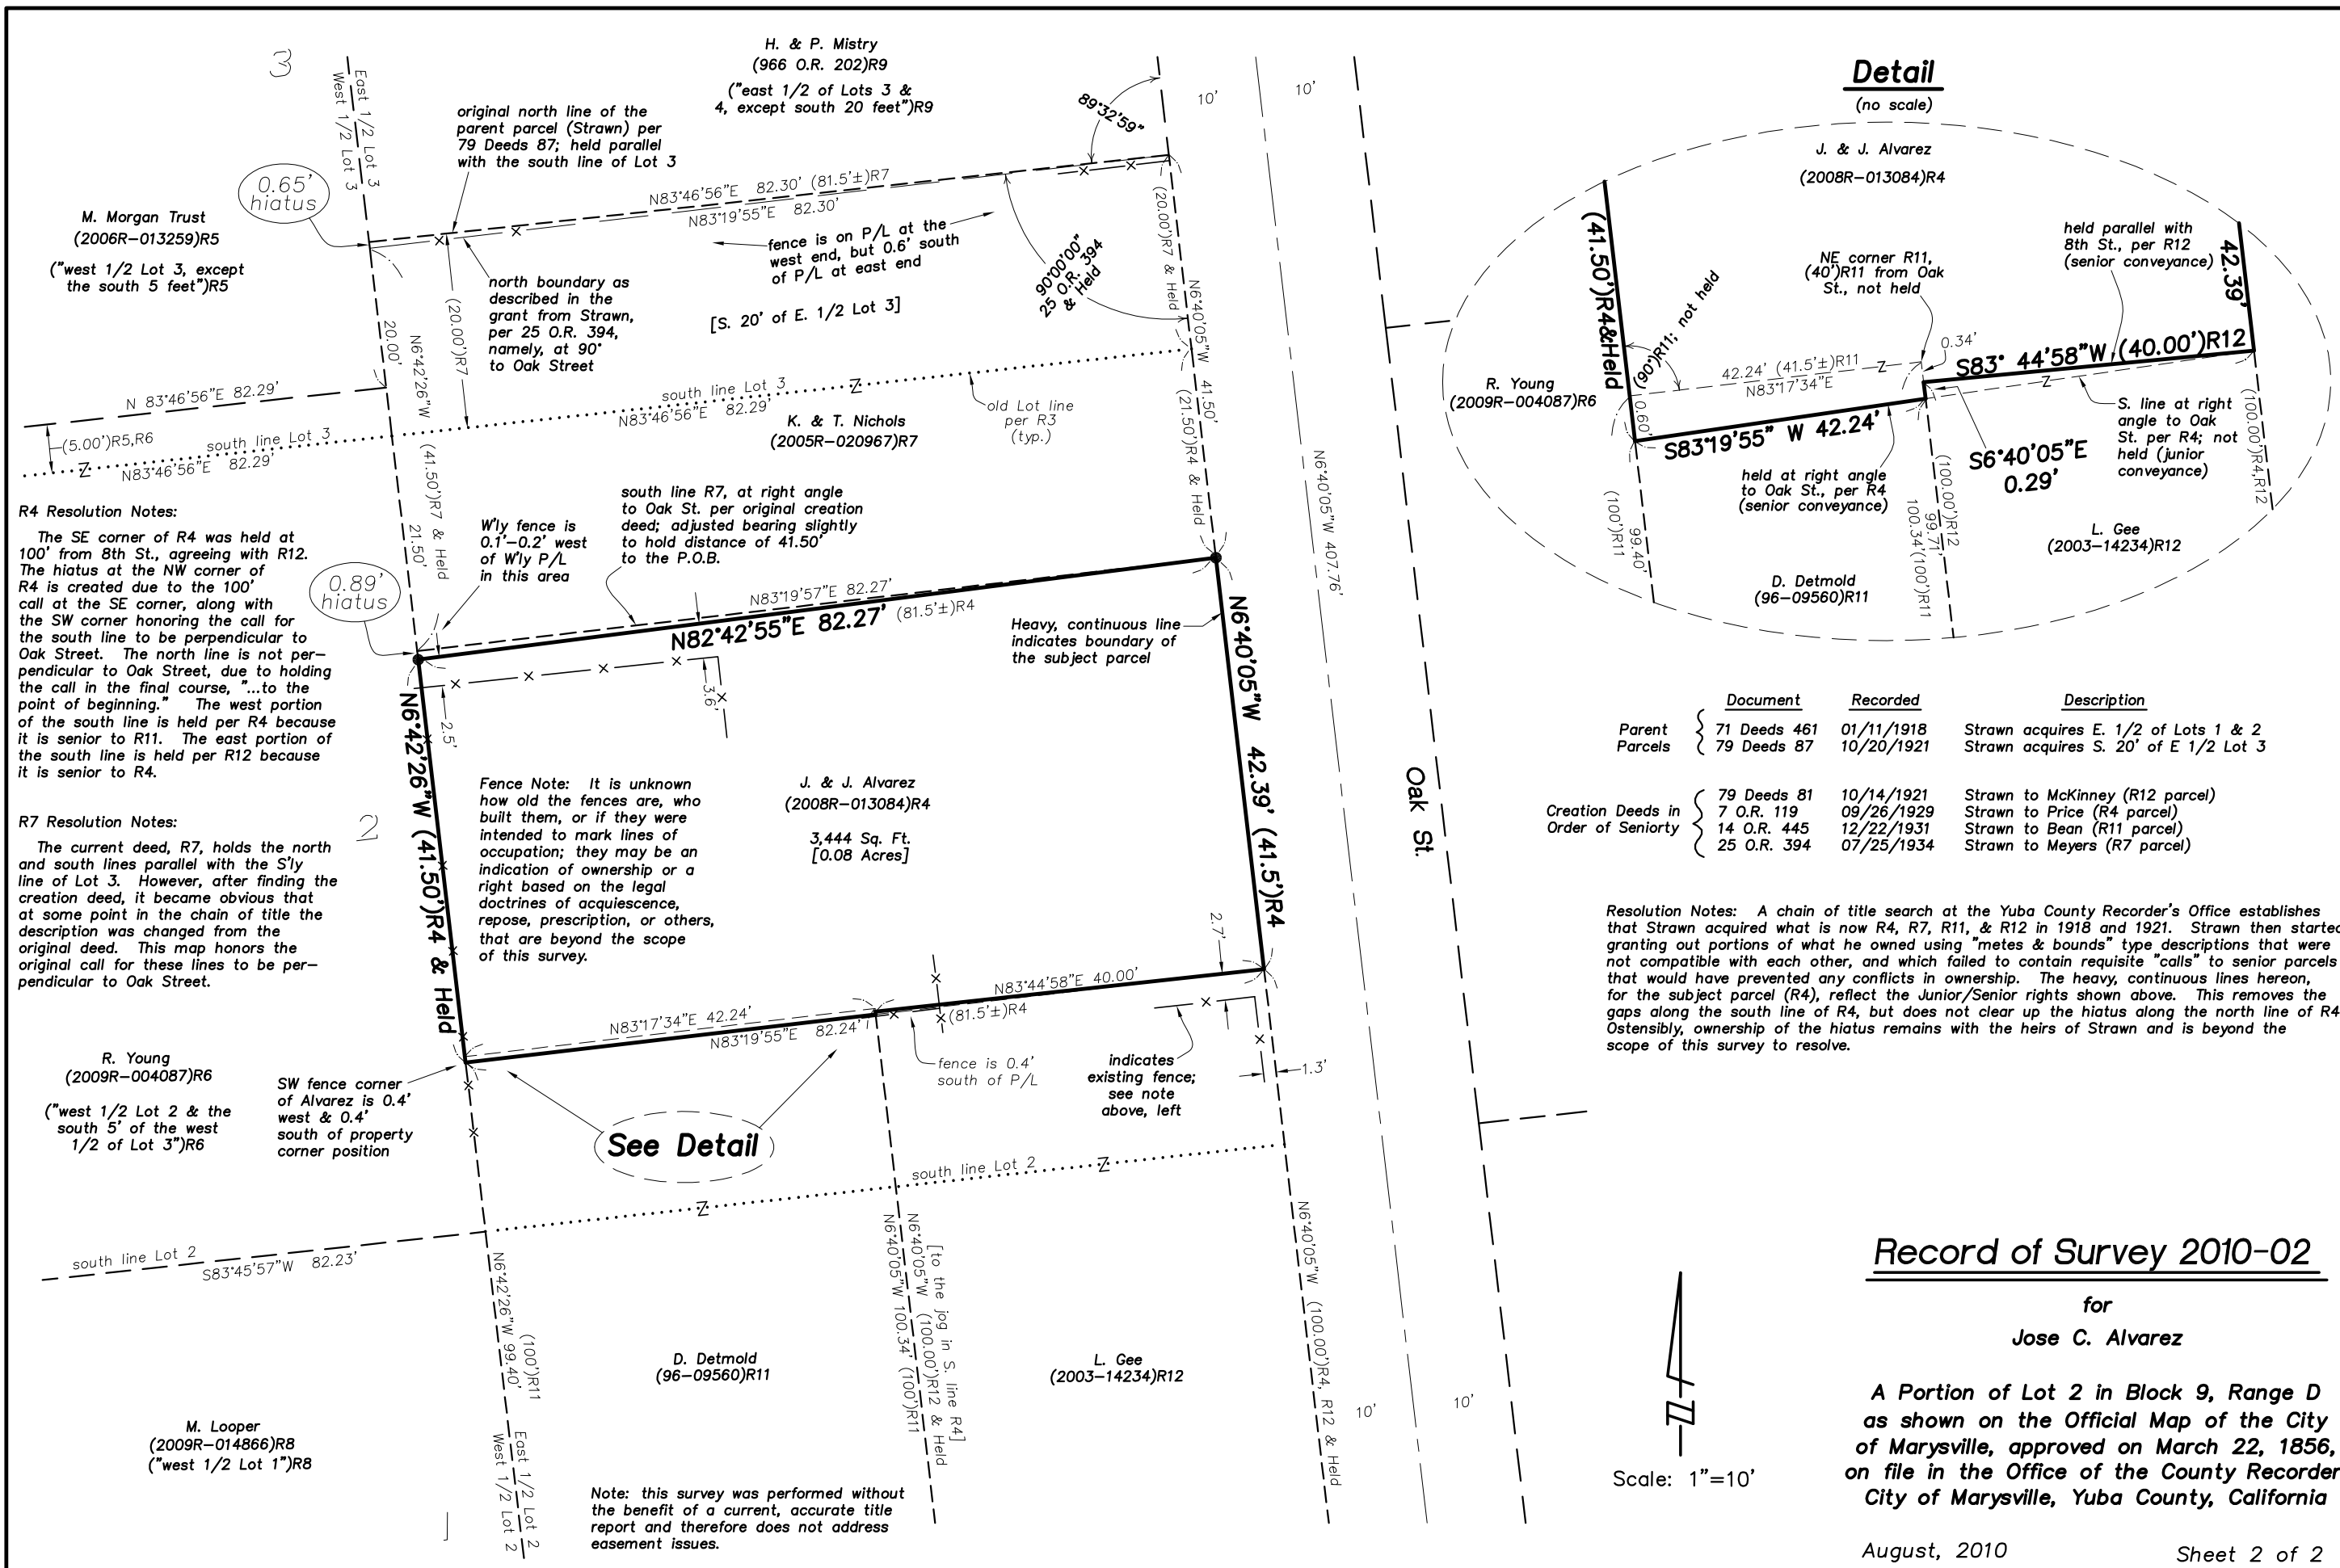 3
East 1/2 Lot 3
West 1/2 Lot 3
H. & P. Mistry
(966 O.R. 202)R9
("east 1/2 of Lots 3 &
4, except south 20 feet")R9
original north line of the
parent parcel (Strawn) per
79 Deeds 87; held parallel
with the south line of Lot 3
89°32'59"
10'
10'
0.65'
hiatus
M. Morgan Trust
(2006R-013259)R5
("west 1/2 Lot 3, except
the south 5 feet")R5
N83°46'56"E 82.30' (81.5'±)R7
N83°19'55"E 82.30'
fence is on P/L at the
west end, but 0.6' south
of P/L at east end
90°00'00"
25 O.R. 394
& Held
(20.00')R7 & Held
north boundary as
described in the
grant from Strawn,
per 25 O.R. 394,
namely, at 90°
to Oak Street
[S. 20' of E. 1/2 Lot 3]
20.00'
(20.00')R7
N6°42'26"W (41.50')R7 & Held
21.50'
N6°40'05"W 41.50'
(21.50')R4 & Held
N 83°46'56"E 82.29'
(5.00')R5,R6
south line Lot 3
N83°46'56"E 82.29'
south line Lot 3
N83°46'56"E 82.29'
Z
Z
K. & T. Nichols
(2005R-020967)R7
old Lot line
per R3
(typ.)
N6°40'05"W 407.76'
R4 Resolution Notes:
The SE corner of R4 was held at
100' from 8th St., agreeing with R12.
The hiatus at the NW corner of
R4 is created due to the 100'
call at the SE corner, along with
the SW corner honoring the call for
the south line to be perpendicular to
Oak Street. The north line is not per-
pendicular to Oak Street, due to holding
the call in the final course, "...to the
point of beginning." The west portion
of the south line is held per R4 because
it is senior to R11. The east portion of
the south line is held per R12 because
it is senior to R4.
R7 Resolution Notes:
The current deed, R7, holds the north
and south lines parallel with the S'ly
line of Lot 3. However, after finding the
creation deed, it became obvious that
at some point in the chain of title the
description was changed from the
original deed. This map honors the
original call for these lines to be per-
pendicular to Oak Street.
0.89'
hiatus
W'ly fence is
0.1'-0.2' west
of W'ly P/L
in this area
south line R7, at right angle
to Oak St. per original creation
deed; adjusted bearing slightly
to hold distance of 41.50'
to the P.O.B.
N83°19'57"E 82.27'
N82°42'55"E 82.27' (81.5'±)R4
Heavy, continuous line
indicates boundary of
the subject parcel
3.6'
2.5'
2
N6°42'26"W (41.50')R4 & Held
N6°40'05"W 42.39' (41.5')R4
Fence Note: It is unknown
how old the fences are, who
built them, or if they were
intended to mark lines of
occupation; they may be an
indication of ownership or a
right based on the legal
doctrines of acquiescence,
repose, prescription, or others,
that are beyond the scope
of this survey.
J. & J. Alvarez
(2008R-013084)R4
3,444 Sq. Ft.
[0.08 Acres]
Oak St.
2.7'
N83°44'58"E 40.00'
(81.5'±)R4
N83°17'34"E 42.24'
N83°19'55"E 82.24'
fence is 0.4'
south of P/L
indicates
existing fence;
see note
above, left
1.3'
R. Young
(2009R-004087)R6
("west 1/2 Lot 2 & the
south 5' of the west
1/2 of Lot 3")R6
SW fence corner
of Alvarez is 0.4'
west & 0.4'
south of property
corner position
See Detail
south line Lot 2
Z
Z
south line Lot 2
S83°45'57"W 82.23'
N6°42'26"W 99.40'
(100')R11
East 1/2 Lot 2
West 1/2 Lot 2
N6°40'05"W 100.34' (100')R11
N6°40'05"W (100.00')R12 & Held
[to the jog in S. line R4]
N6°40'05"W (100.00')R4, R12 & Held
10'
10'
D. Detmold
(96-09560)R11
L. Gee
(2003-14234)R12
M. Looper
(2009R-014866)R8
("west 1/2 Lot 1")R8
Note: this survey was performed without
the benefit of a current, accurate title
report and therefore does not address
easement issues.
Detail
(no scale)
J. & J. Alvarez
(2008R-013084)R4
(41.50')R4&Held
(90°)R11; not held
NE corner R11,
(40')R11 from Oak
St., not held
held parallel with
8th St., per R12
(senior conveyance)
42.39'
0.34'
42.24' (41.5'±)R11
N83°17'34"E
Z
S83° 44'58"W (40.00')R12
Z
R. Young
(2009R-004087)R6
0.60'
S83°19'55" W 42.24'
S6°40'05"E
0.29'
S. line at right
angle to Oak
St. per R4; not
held (junior
conveyance)
held at right angle
to Oak St., per R4
(senior conveyance)
(100')R11
99.40'
(100.00')R12
99.71'
100.34'(100')R11
(100.00')R4,R12
L. Gee
(2003-14234)R12
D. Detmold
(96-09560)R11
Document Recorded Description
Parent
Parcels
71 Deeds 461 01/11/1918 Strawn acquires E. 1/2 of Lots 1 & 2
79 Deeds 87 10/20/1921 Strawn acquires S. 20' of E 1/2 Lot 3
Creation Deeds in
Order of Seniorty
79 Deeds 81 10/14/1921 Strawn to McKinney (R12 parcel)
7 O.R. 119 09/26/1929 Strawn to Price (R4 parcel)
14 O.R. 445 12/22/1931 Strawn to Bean (R11 parcel)
25 O.R. 394 07/25/1934 Strawn to Meyers (R7 parcel)
Resolution Notes: A chain of title search at the Yuba County Recorder's Office establishes
that Strawn acquired what is now R4, R7, R11, & R12 in 1918 and 1921. Strawn then started
granting out portions of what he owned using "metes & bounds" type descriptions that were
not compatible with each other, and which failed to contain requisite "calls" to senior parcels
that would have prevented any conflicts in ownership. The heavy, continuous lines hereon,
for the subject parcel (R4), reflect the Junior/Senior rights shown above. This removes the
gaps along the south line of R4, but does not clear up the hiatus along the north line of R4
Ostensibly, ownership of the hiatus remains with the heirs of Strawn and is beyond the
scope of this survey to resolve.
Scale: 1"=10'
Record of Survey 2010-02
for
Jose C. Alvarez
A Portion of Lot 2 in Block 9, Range D
as shown on the Official Map of the City
of Marysville, approved on March 22, 1856,
on file in the Office of the County Recorder
City of Marysville, Yuba County, California
August, 2010
Sheet 2 of 2